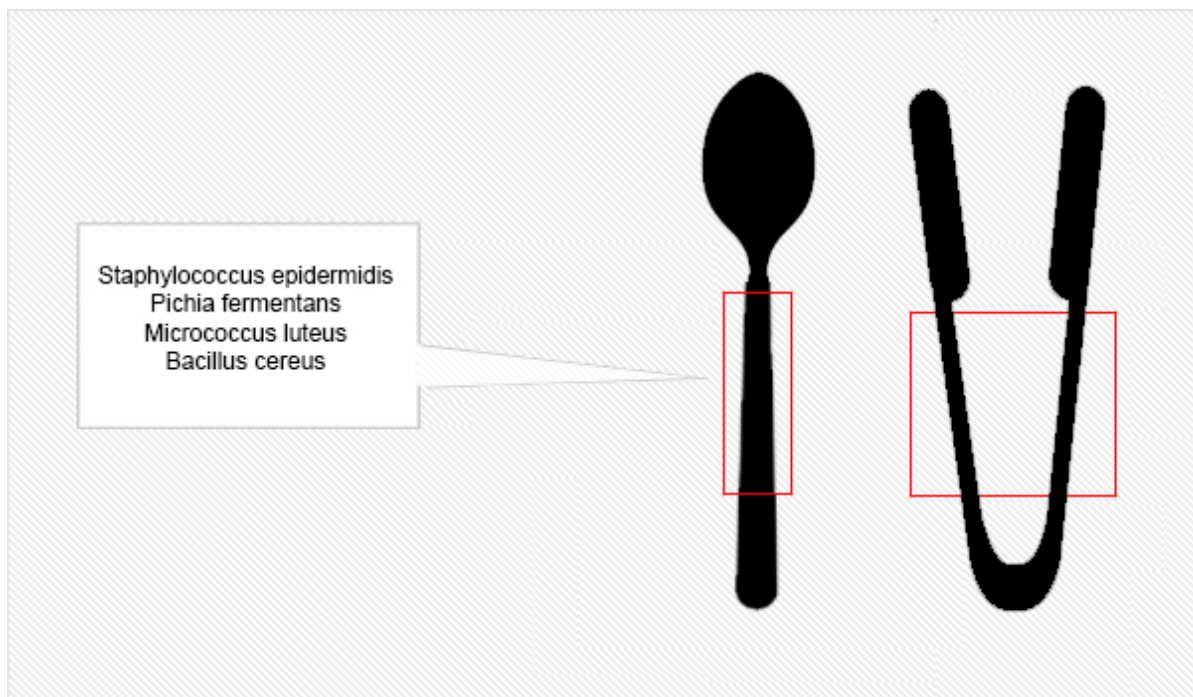 Staphylococcus epidermidis
Pichia fermentans
Micrococcus luteus
Bacillus cereus